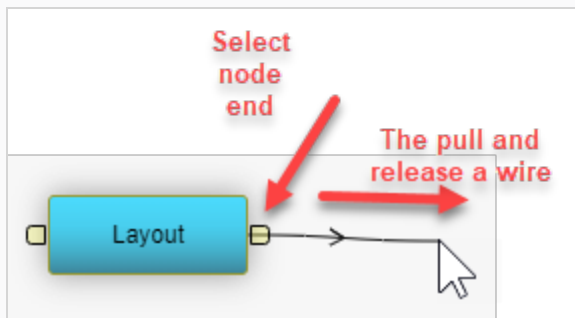 Select
node
end
The pull and
release a wire
Layout